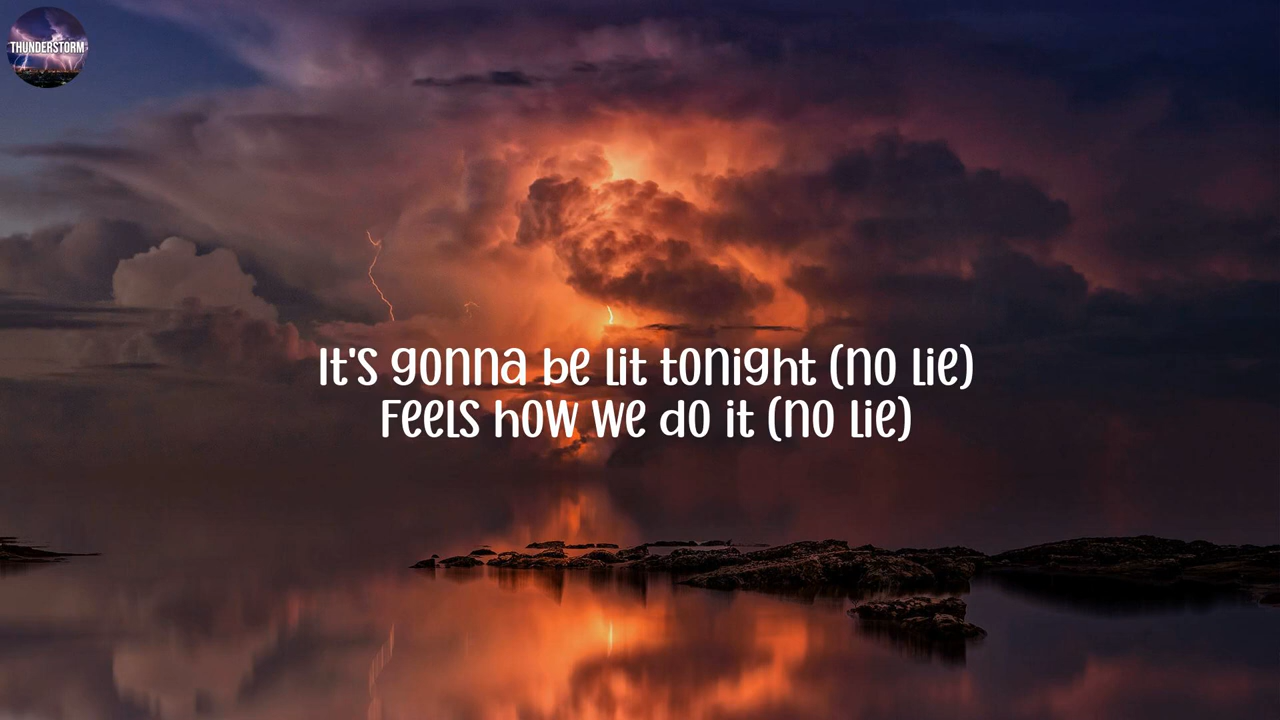 THUNDERSTORM
It's gonna be lit tonight (no lie)
Feels how we do it (no lie)